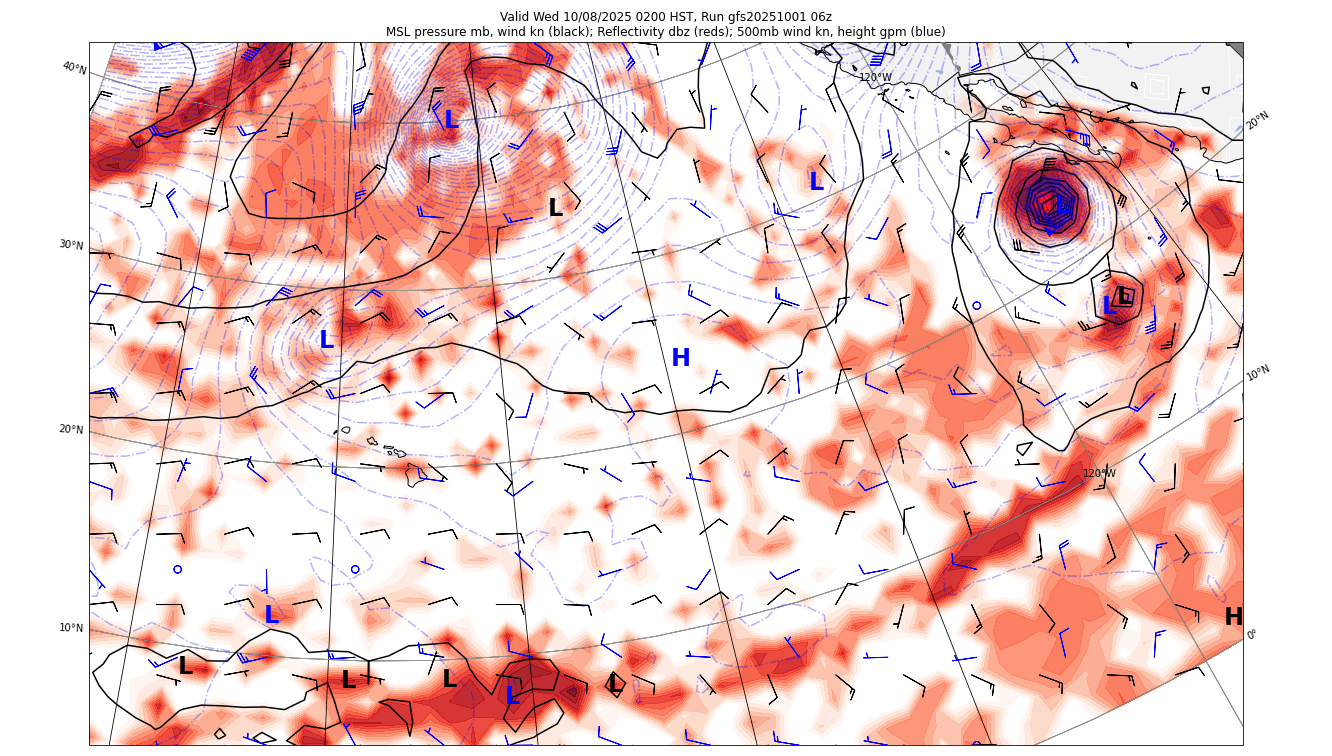 Valid Wed 10/08/2025 0200 HST, Run gfs20251001 06z
MSL pressure mb, wind kn (black); Reflectivity dbz (reds); 500mb wind kn, height gpm (blue)
40°N
120°W
20°N
L
L
L
L
30°N
L
L
L
H
10°N
20°N
120°W
L
H
10°N
0°
L
L
L
L
L